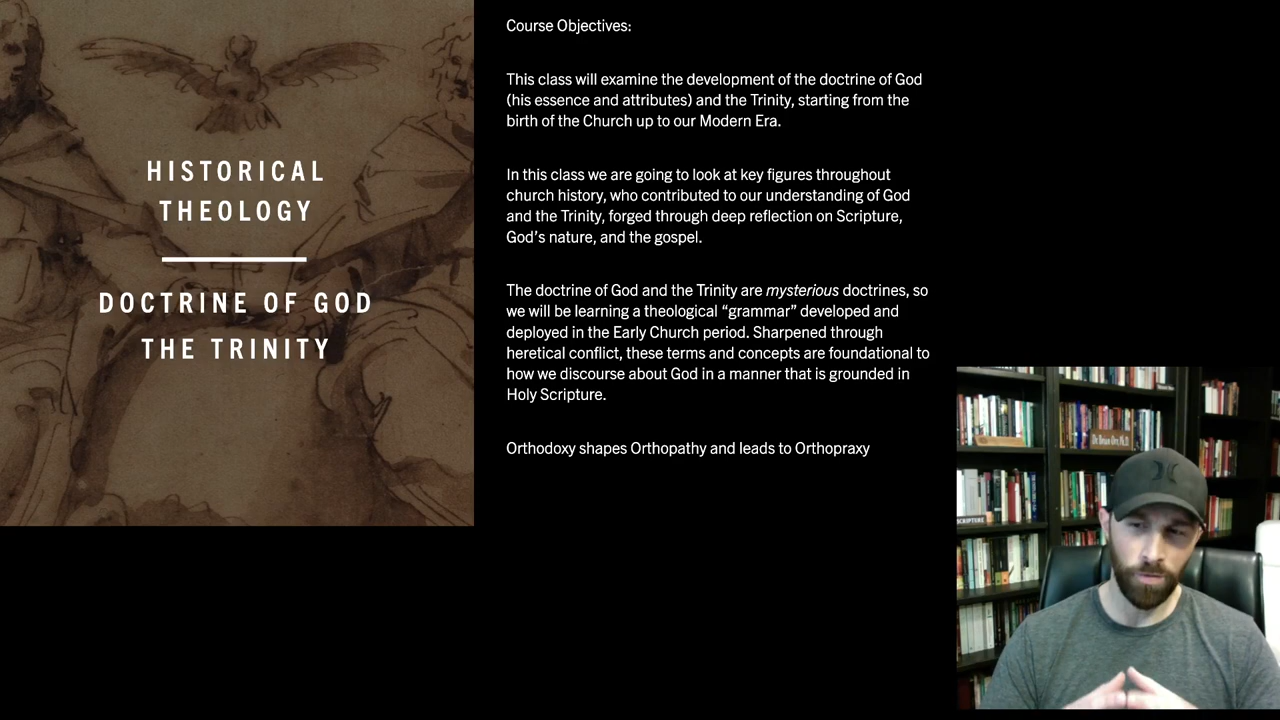 HISTORICAL
THEOLOGY
DOCTRINE OF GOD
THE TRINITY
Course Objectives:
This class will examine the development of the doctrine of God
(his essence and attributes) and the Trinity, starting from the
birth of the Church up to our Modern Era.
In this class we are going to look at key figures throughout
church history, who contributed to our understanding of God
and the Trinity, forged through deep reflection on Scripture,
God’s nature, and the gospel.
The doctrine of God and the Trinity are mysterious doctrines, so
we will be learning a theological “grammar” developed and
deployed in the Early Church period. Sharpened through
heretical conflict, these terms and concepts are foundational to
how we discourse about God in a manner that is grounded in
Holy Scripture.
Orthodoxy shapes Orthopathy and leads to Orthopraxy
SCRIPTURE